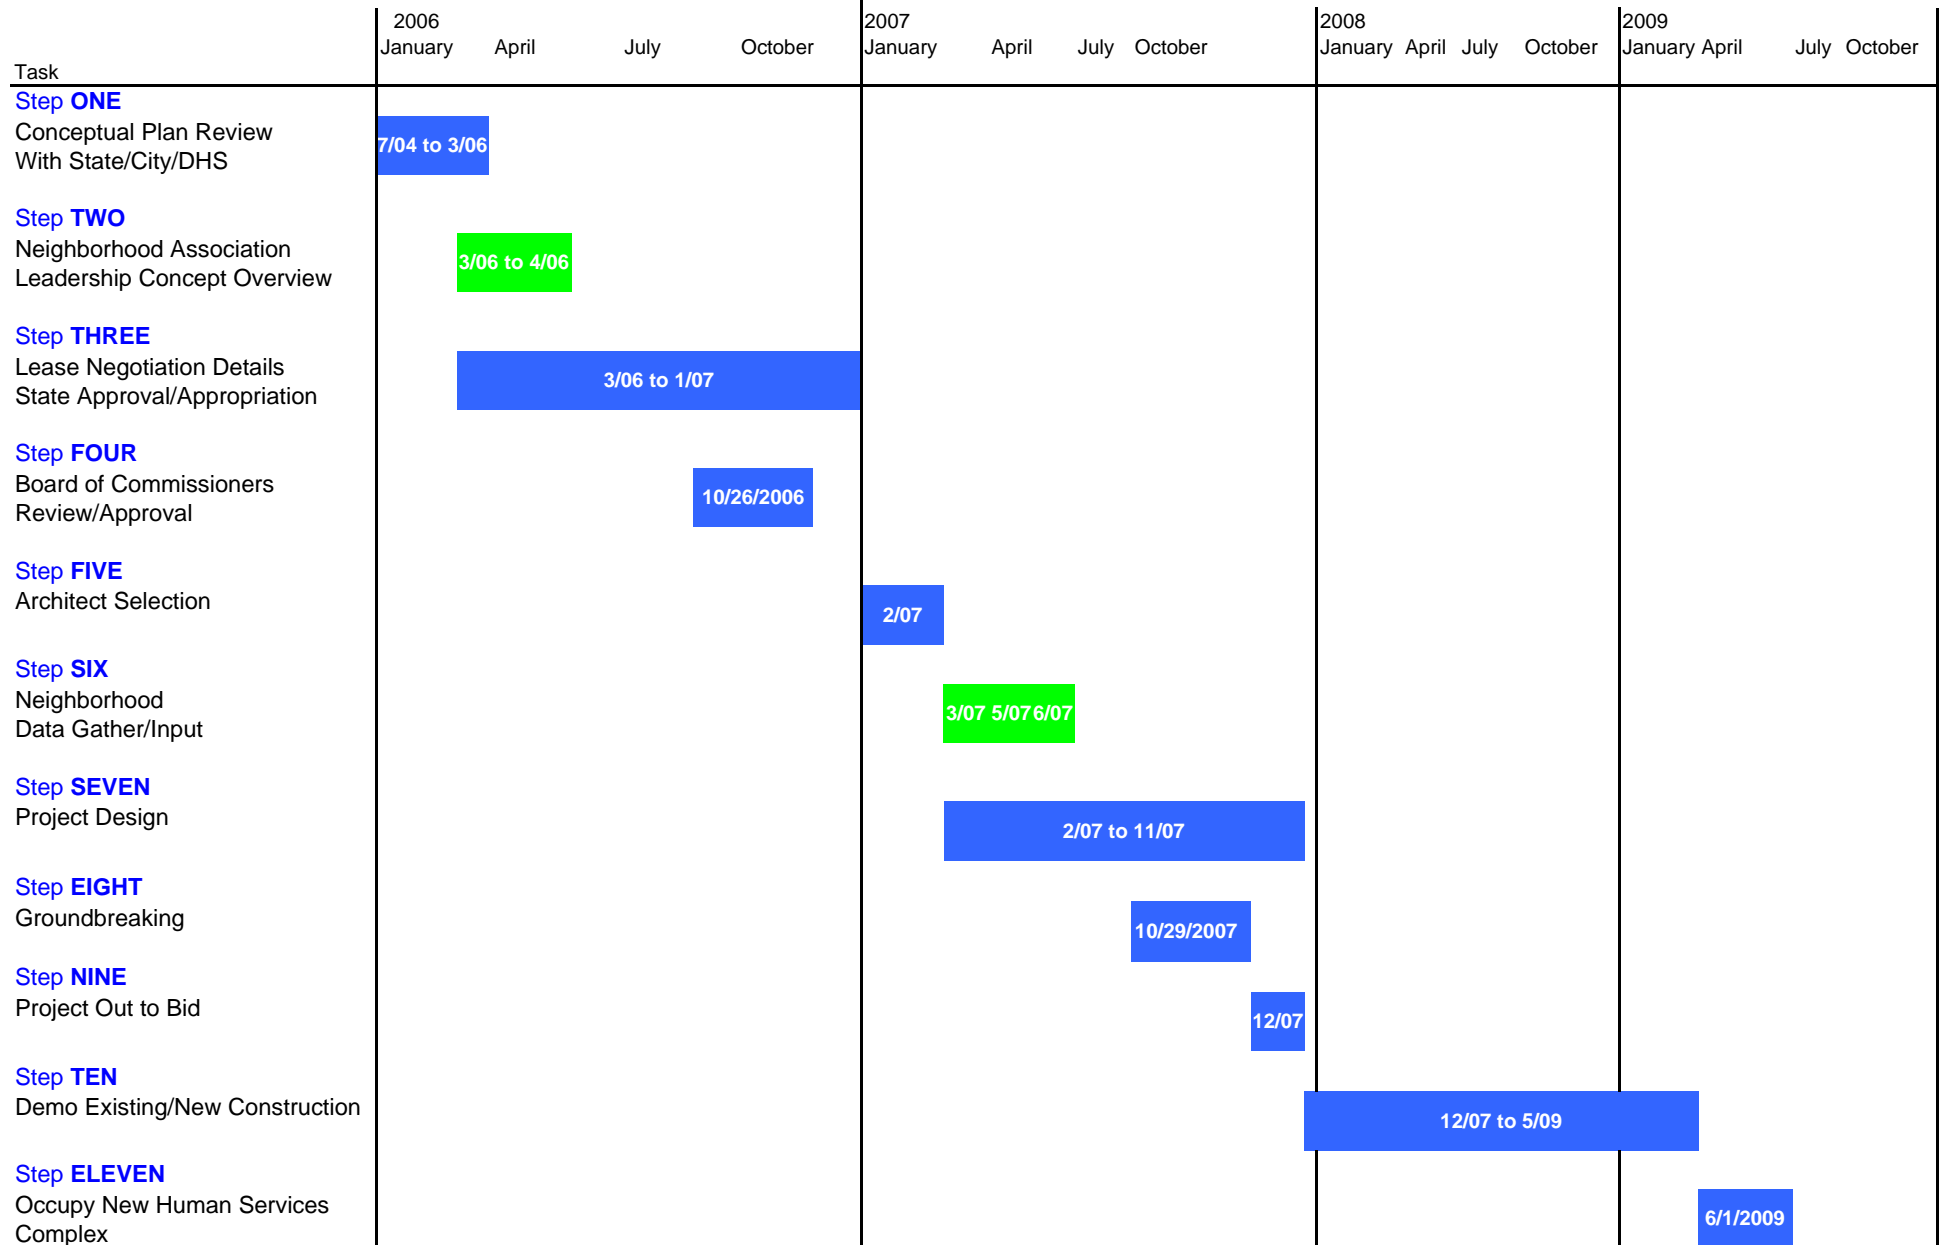 2006 2007 2008 2009
January April July October January April July October January April July October January April July October
Task
Step ONE
Conceptual Plan Review
With State/City/DHS
7/04 to 3/06
Step TWO
Neighborhood Association
Leadership Concept Overview
3/06 to 4/06
Step THREE
Lease Negotiation Details
State Approval/Appropriation
3/06 to 1/07
Step FOUR
Board of Commissioners
Review/Approval
10/26/2006
Step FIVE
Architect Selection
2/07
Step SIX
Neighborhood
Data Gather/Input
3/07 5/07 6/07
Step SEVEN
Project Design
2/07 to 11/07
Step EIGHT
Groundbreaking
10/29/2007
Step NINE
Project Out to Bid
12/07
Step TEN
Demo Existing/New Construction
12/07 to 5/09
Step ELEVEN
Occupy New Human Services
Complex
6/1/2009